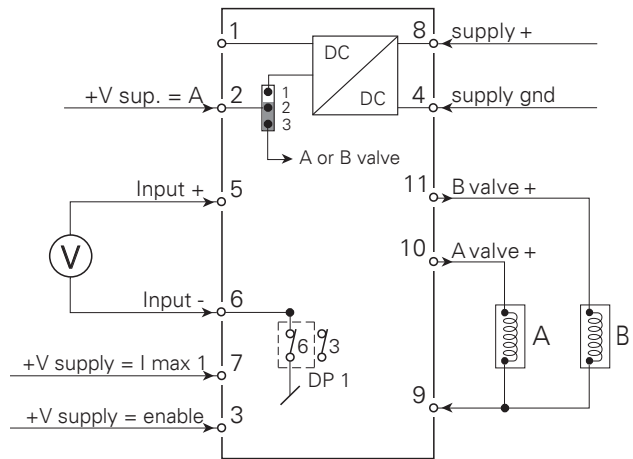 1
8
supply +
DC
DC
+V sup. = A
2
1
2
3
4
supply gnd
A or B valve
Input +
5
11
B valve +
V
10
A valve +
Input -
6
6
3
A
B
+V supply = I max 1
7
DP 1
9
+V supply = enable
3